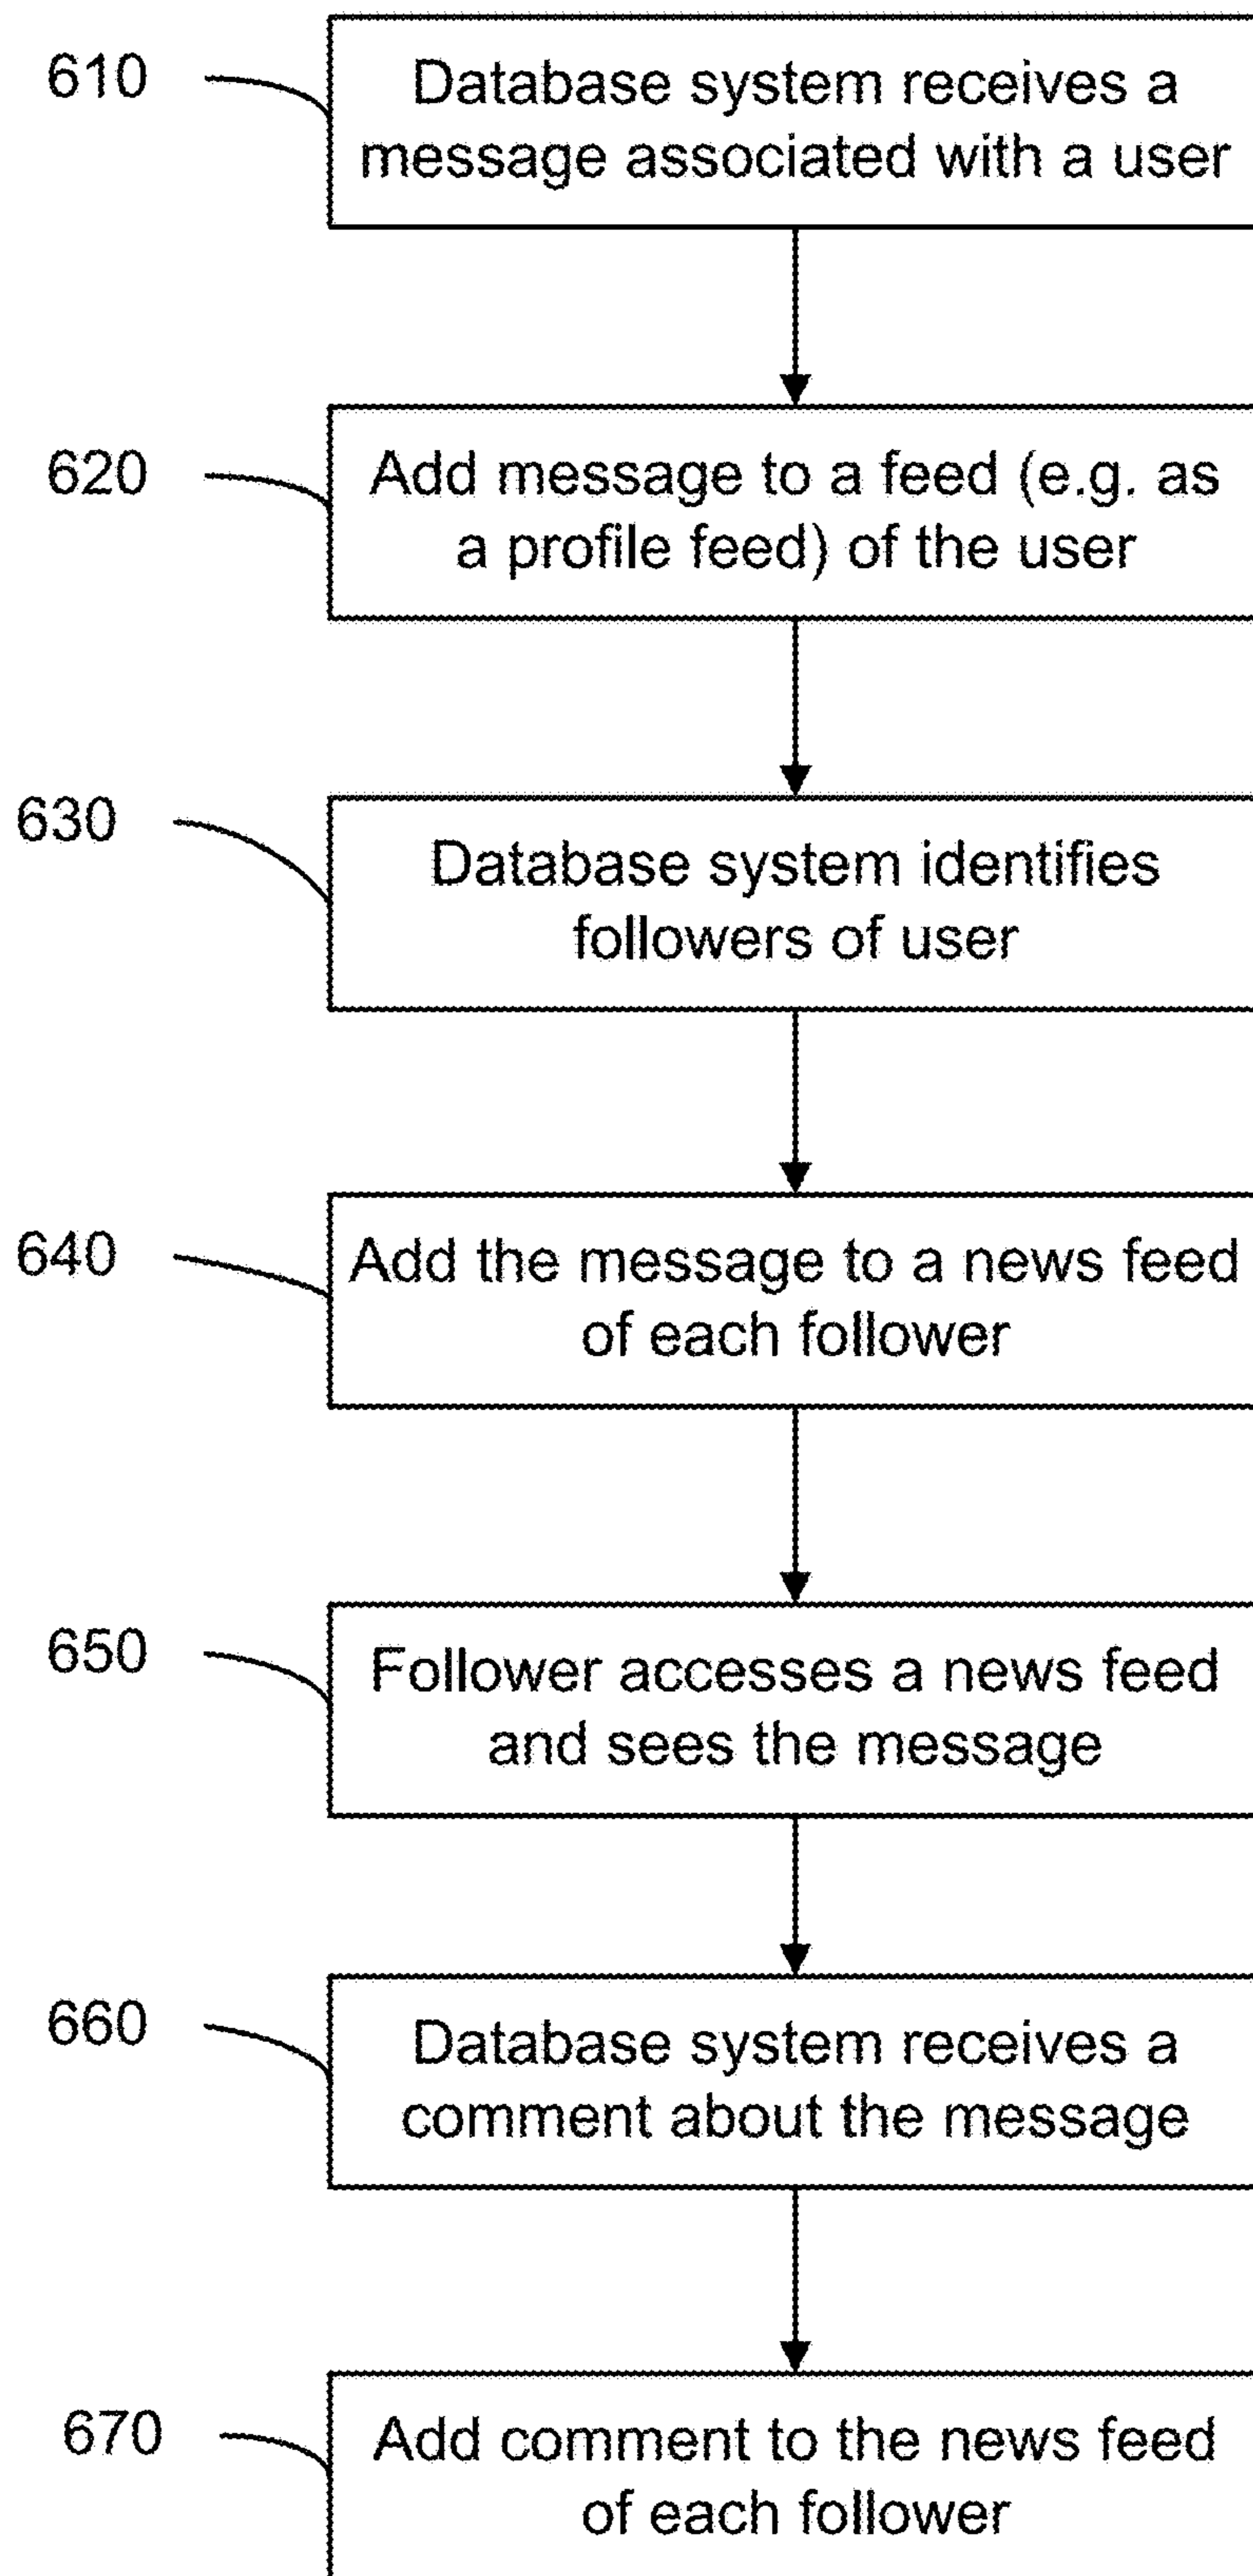 610
Database system receives a
message associated with a user
620
Add message to a feed (e.g. as
a profile feed) of the user
630
Database system identifies
followers of user
640
Add the message to a news feed
of each follower
650
Follower accesses a news feed
and sees the message
660
Database system receives a
comment about the message
670
Add comment to the news feed
of each follower